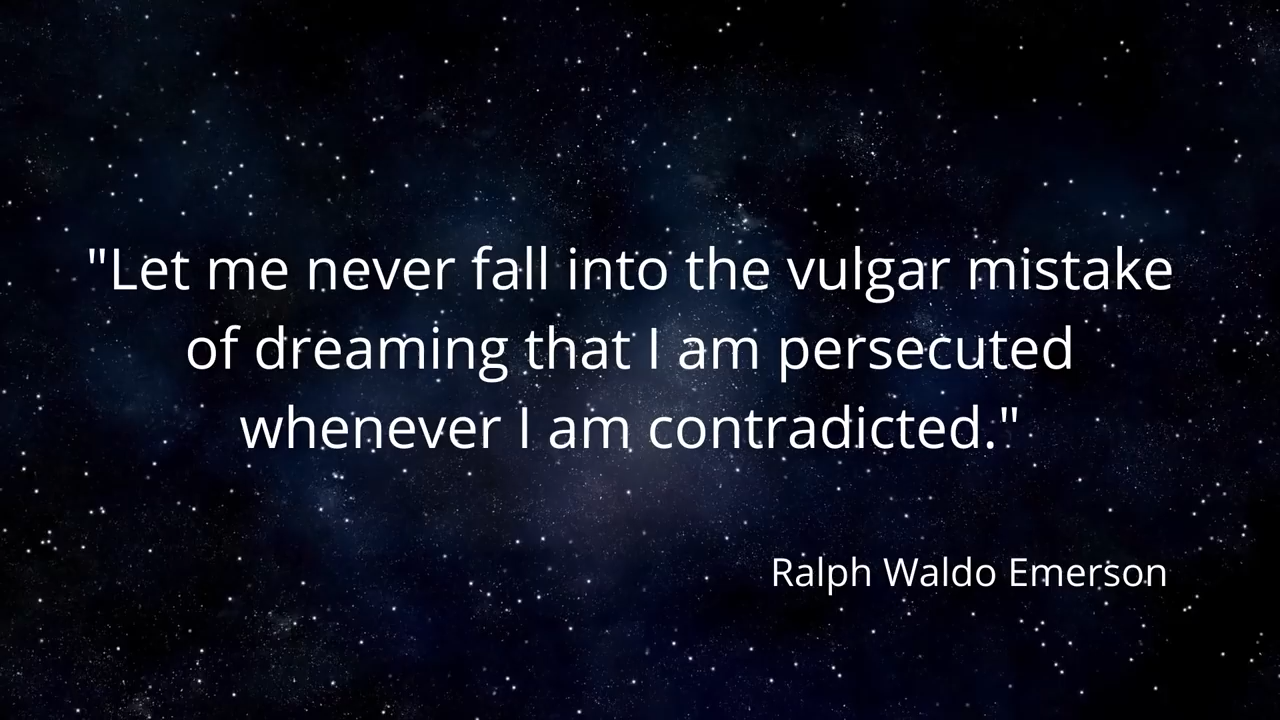 "Let me never fall into the vulgar mistake
of dreaming that I am persecuted
whenever I am contradicted."
Ralph Waldo Emerson